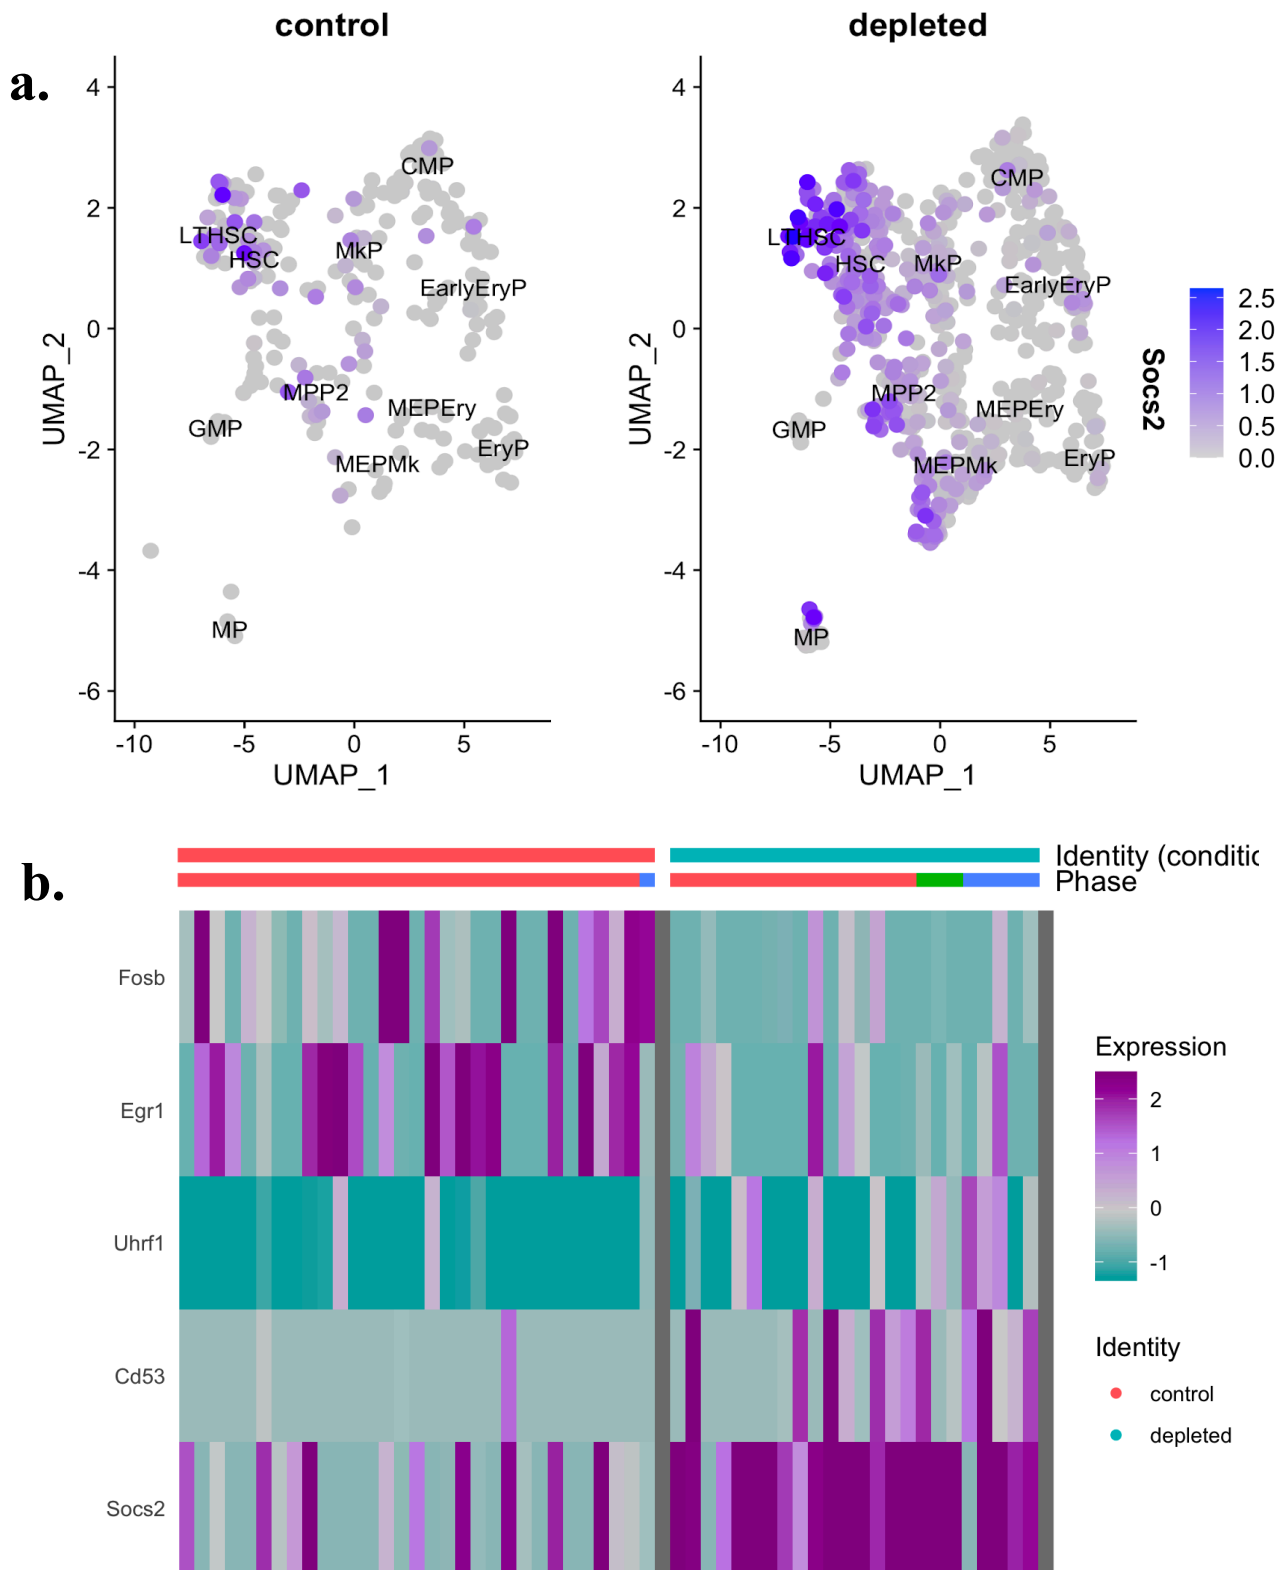 a.
control
4
2
0
-2
-4
-6
-10
-5
0
5
UMAP_1
UMAP_2
CMP
LTHSC
HSC
MkP
EarlyEryP
MPP2
MEPEry
GMP
EryP
MEPMk
MP
depleted
4
2
0
-2
-4
-6
-10
-5
0
5
UMAP_1
UMAP_2
CMP
LTHSC
HSC
MkP
EarlyEryP
MPP2
MEPEry
GMP
EryP
MEPMk
MP
Socs2
2.5
2.0
1.5
1.0
0.5
0.0
b.
Identity (conditic
Phase
Fosb
Egr1
Uhrf1
Cd53
Socs2
Expression
2
1
0
-1
Identity
control
depleted